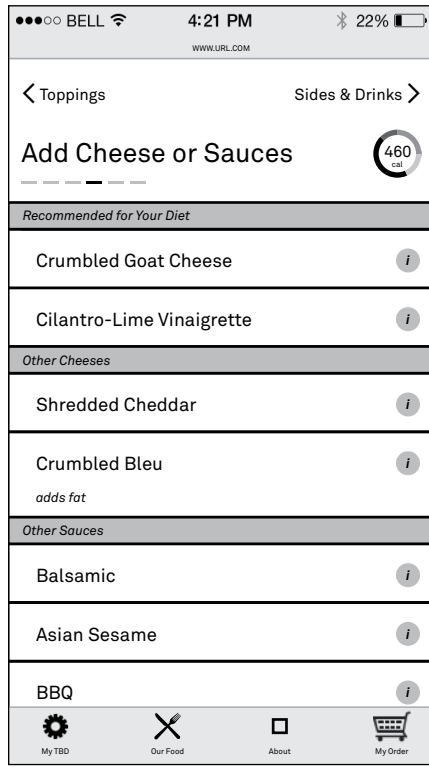 BELL 4:21 PM 22%
WWW.URL.COM
Toppings Sides & Drinks
Add Cheese or Sauces 460
cal
Recommended for Your Diet
Crumbled Goat Cheese i
Cilantro-Lime Vinaigrette i
Other Cheeses
Shredded Cheddar i
Crumbled Bleu i
adds fat
Other Sauces
Balsamic i
Asian Sesame i
BBQ i
My TBD Our Food About My Order